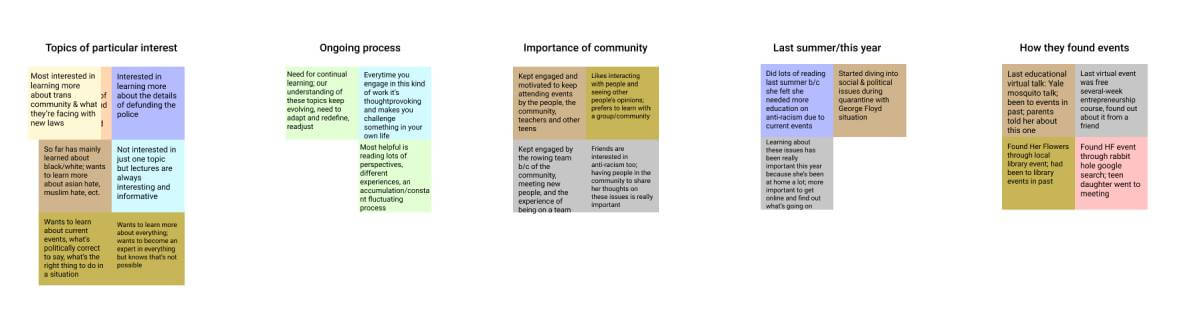 Topics of particular interest
Most interested in
learning more
about trans
community & what
they're facing with
new laws
of
Interested in
learning more
about the details
of defunding the
police
So far has mainly
learned about
black/white; wants
to learn more
about asian hate,
muslim hate, ect.
Not interested in
just one topic
but lectures are
always
interesting and
informative
Wants to learn
about current
events, what's
politically correct
to say, what's the
right thing to do in
a situation
Wants to learn more
about everything;
wants to become an
expert in everything
but knows that's not
possible
Ongoing process
Need for continual
learning; our
understanding of
these topics keep
evolving, need to
adapt and redefine,
readjust
Everytime you
engage in this kind
of work it's
thoughtprovoking
and makes you
challenge
something in your
own life
Most helpful is
reading lots of
perspectives,
different
experiences, an
accumulation/consta
nt fluctuating
process
Importance of community
Kept engaged and
motivated to keep
attending events
by the people, the
community,
teachers and other
teens
Likes interacting
with people and
seeing other
people's opinions;
prefers to learn with
a group/community
Kept engaged by
the rowing team
b/c of the
community,
meeting new
people, and the
experience of
being on a team
Friends are
interested in
anti-racism too;
having people in the
community to share
her thoughts on
these issues is really
important
Last summer/this year
Did lots of reading
last summer b/c
she felt she
needed more
education on
anti-racism due to
current events
Started diving into
social & political
issues during
quarantine with
George Floyd
situation
Learning about
these issues has
been really
important this year
because she's been
at home a lot; more
important to get
online and find out
what's going on
How they found events
Last educational
virtual talk: Yale
mosquito talk;
been to events in
past; parents
told her about
this one
Last virtual event
was free
several-week
entrepreneurship
course, found out
about it from a
friend
Found Her Flowers
through local
library event; had
been to library
events in past
Found HF event
through rabbit
hole google
search; teen
daughter went to
meeting